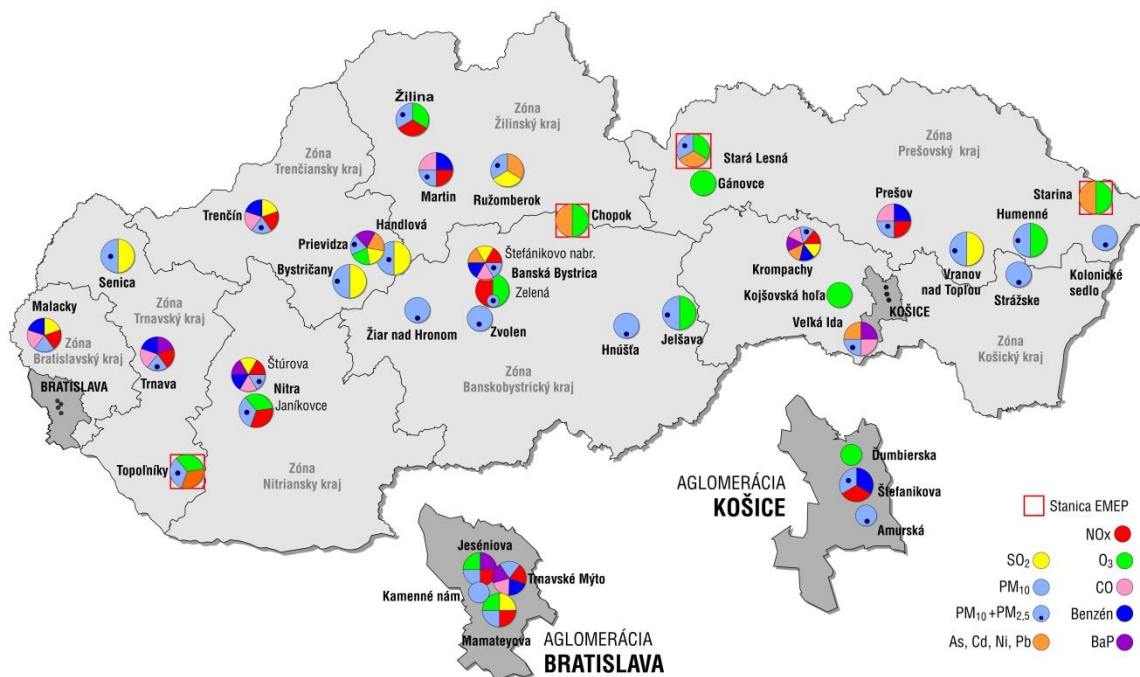 Žilina
Zóna
Žilinský kraj
Zóna
Trenčiansky kraj
Martin
Ružomberok
Stará Lesná
Gánovce
Zóna
Prešovský kraj
Prešov
Starina
Trenčín
Handlová
Chopok
Humenné
Prievidza
Štefánikovo nabr.
Banská Bystrica
Bystričany
Zelená
Krompachy
Vranov
nad Topľou
Kolonické
sedlo
Strážske
Senica
Kojšovská hoľa
KOŠICE
Malacky
Zóna
Trnavský kraj
Žiar nad Hronom
Zvolen
Hnúšťa
Jelšava
Veľká Ida
Zóna
Bratislavský kraj
Zóna
Košický kraj
Trnava
Štúrova
Nitra
Janíkovce
Zóna
Banskobystrický kraj
BRATISLAVA
Topoľníky
Zóna
Nitriansky kraj
Ďumbierska
AGLOMERÁCIA
KOŠICE
Štefanikova
Amurská
Jeséniova
Trnavské Mýto
Kamenné nám.
Mamateyova
AGLOMERÁCIA
BRATISLAVA
Stanica EMEP
NOx
SO2
O3
PM10
CO
PM10+PM2,5
Benzén
As, Cd, Ni, Pb
BaP